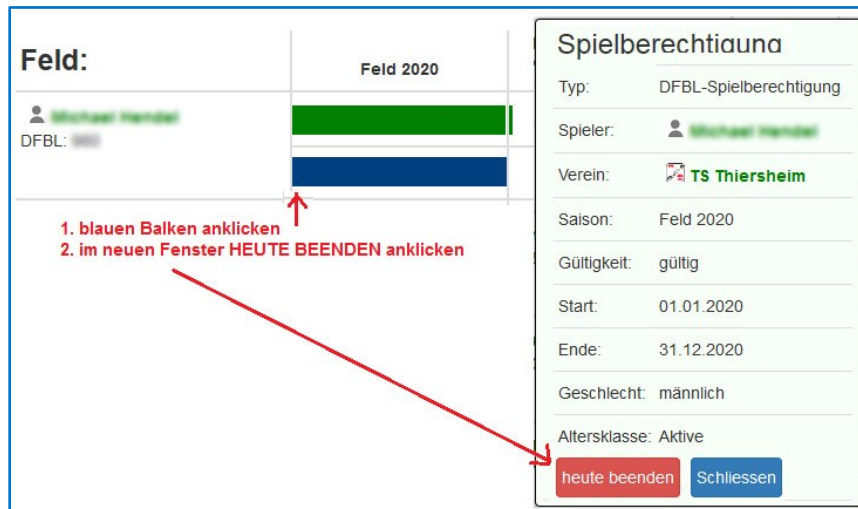 Feld:
Feld 2020
DFBL:
1. blauen Balken anklicken
2. im neuen Fenster HEUTE BEENDEN anklicken
Spielberechtigung
Typ: DFBL-Spielberechtigung
Spieler:
Verein: TS Thiersheim
Saison: Feld 2020
Gültigkeit: gültig
Start: 01.01.2020
Ende: 31.12.2020
Geschlecht: männlich
Altersklasse: Aktive
heute beenden Schliessen